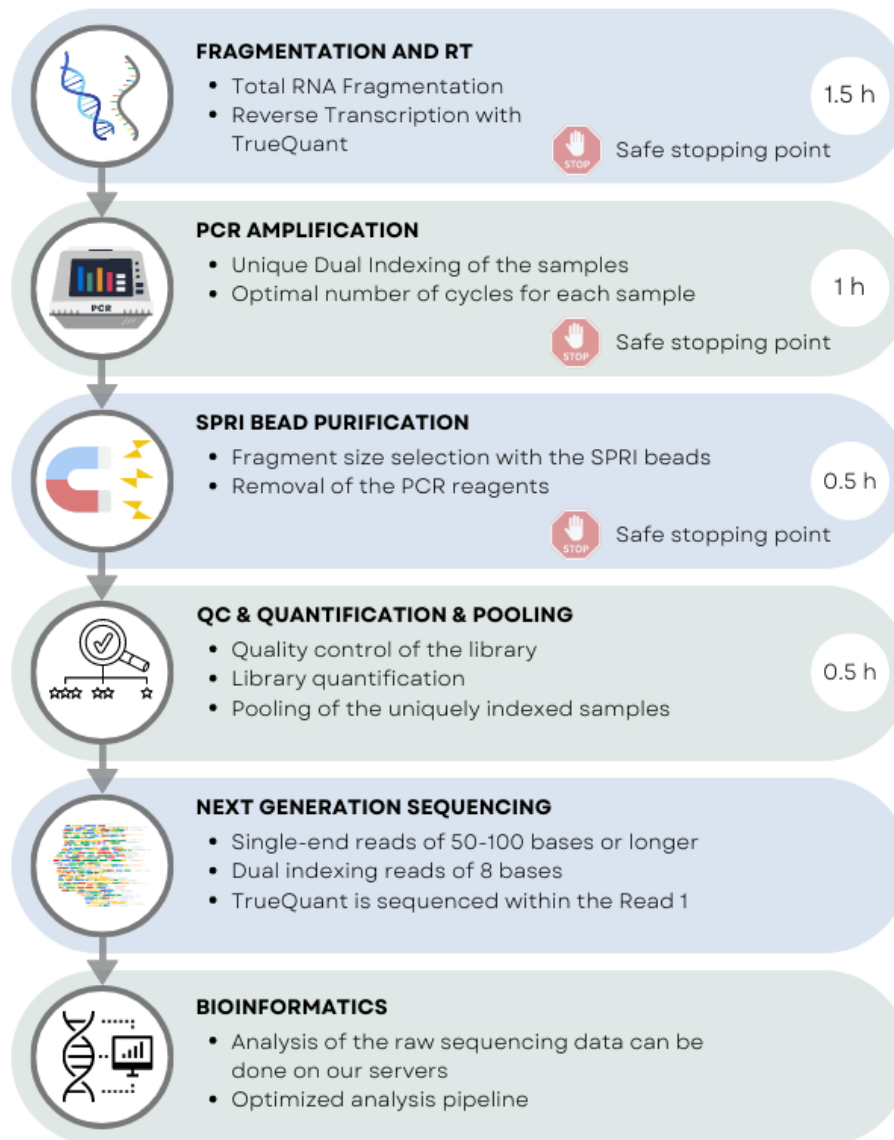 FRAGMENTATION AND RT
• Total RNA Fragmentation
• Reverse Transcription with
TrueQuant
1.5 h
STOP
Safe stopping point
PCR
PCR AMPLIFICATION
• Unique Dual Indexing of the samples
• Optimal number of cycles for each sample
1 h
STOP
Safe stopping point
SPRI BEAD PURIFICATION
• Fragment size selection with the SPRI beads
• Removal of the PCR reagents
0.5 h
STOP
Safe stopping point
QC & QUANTIFICATION & POOLING
• Quality control of the library
• Library quantification
• Pooling of the uniquely indexed samples
0.5 h
NEXT GENERATION SEQUENCING
• Single-end reads of 50-100 bases or longer
• Dual indexing reads of 8 bases
• TrueQuant is sequenced within the Read 1
BIOINFORMATICS
• Analysis of the raw sequencing data can be
done on our servers
• Optimized analysis pipeline